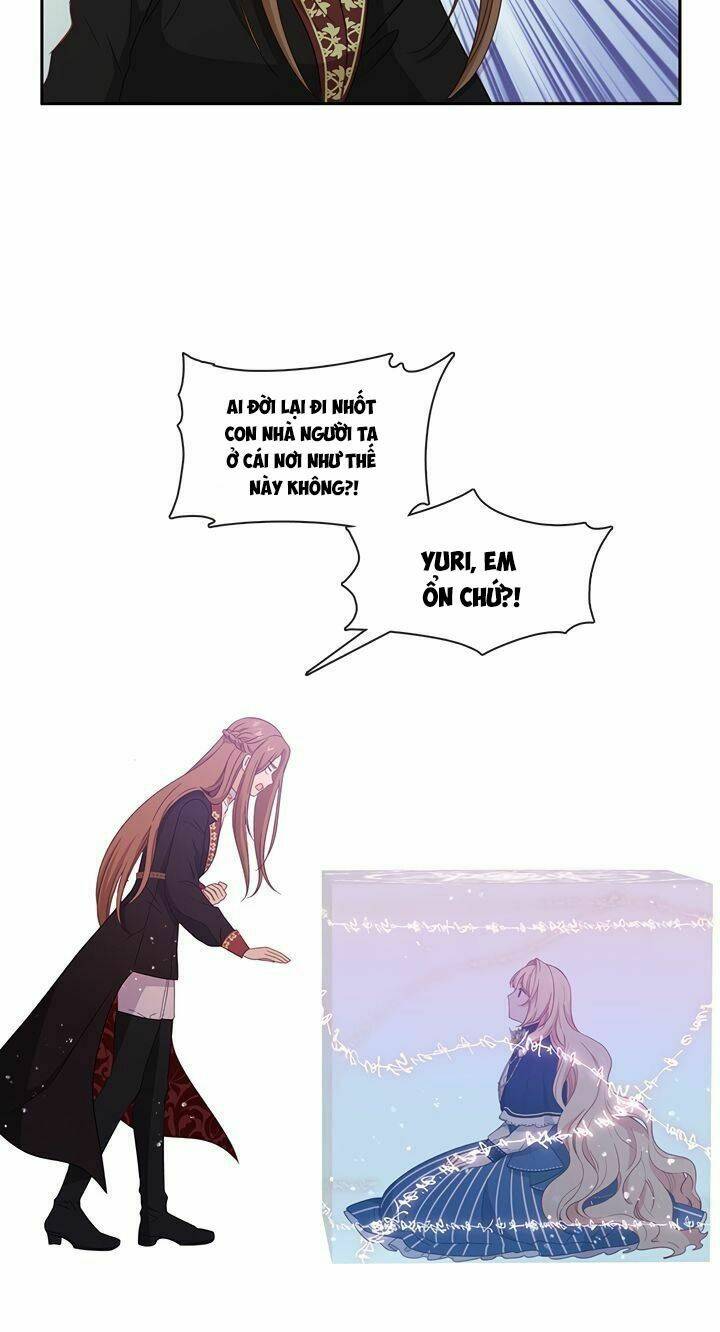 AI ĐỜI LẠI ĐI NHỐT
CON NHÀ NGƯỜI TA
Ở CÁI NƠI NHƯ THẾ
NÀY KHÔNG?!
YURI, EM
ỔN CHỨ?!